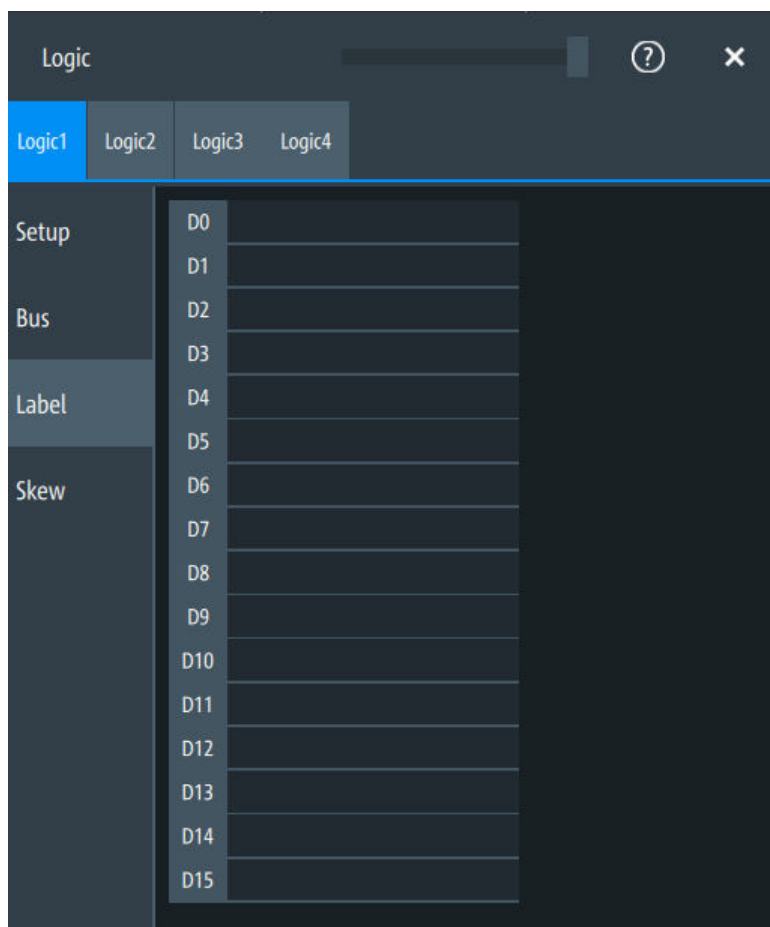 Logic ? ×
Logic1 Logic2 Logic3 Logic4
Setup
Bus
Label
Skew
D0
D1
D2
D3
D4
D5
D6
D7
D8
D9
D10
D11
D12
D13
D14
D15